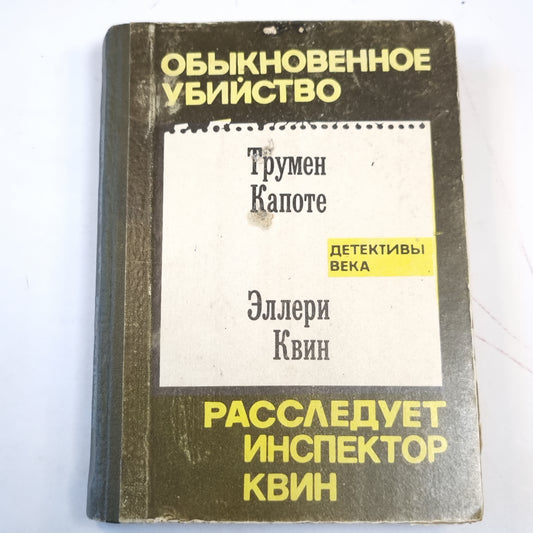 ОБЫКНОВЕННОЕ
УБИЙСТВО
Трумен
Капоте
ДЕТЕКТИВЫ
ВЕКА
Эллери
Квин
РАССЛЕДУЕТ
ИНСПЕКТОР
КВИН